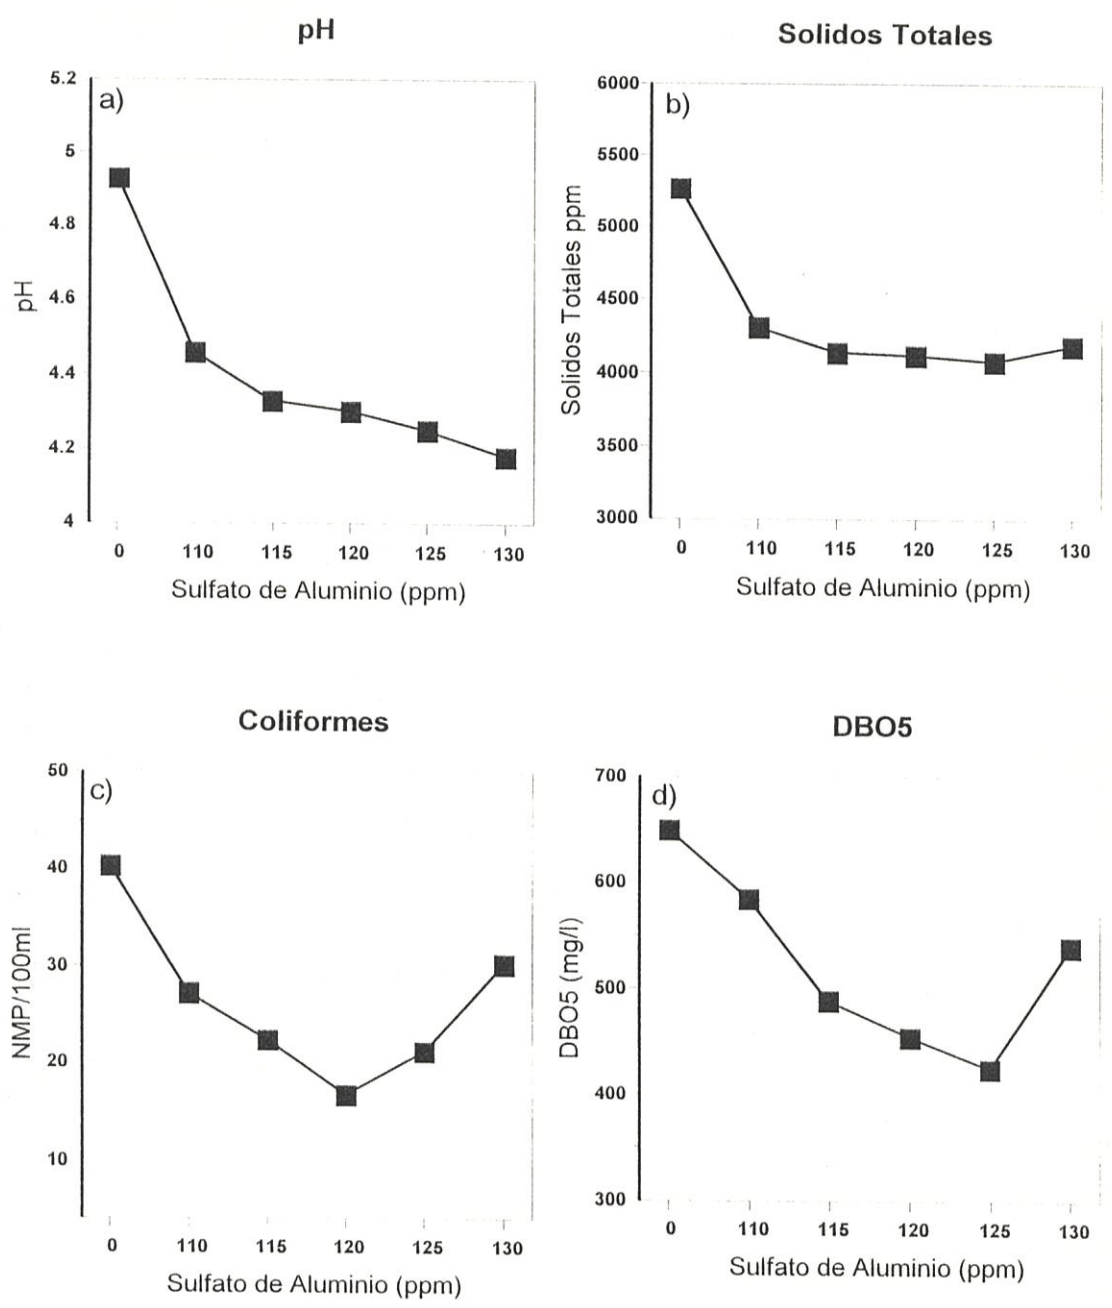 pH
5.2
a)
5
4.8
4.6
4.4
4.2
4
pH
0 110 115 120 125 130
Sulfato de Aluminio (ppm)
Solidos Totales
6000
b)
5500
5000
4500
4000
3500
3000
Solidos Totales ppm
0 110 115 120 125 130
Sulfato de Aluminio (ppm)
Coliformes
50
c)
40
30
20
10
NMP/100ml
0 110 115 120 125 130
Sulfato de Aluminio (ppm)
DBO5
700
d)
600
500
400
300
DBO5 (mg/l)
0 110 115 120 125 130
Sulfato de Aluminio (ppm)